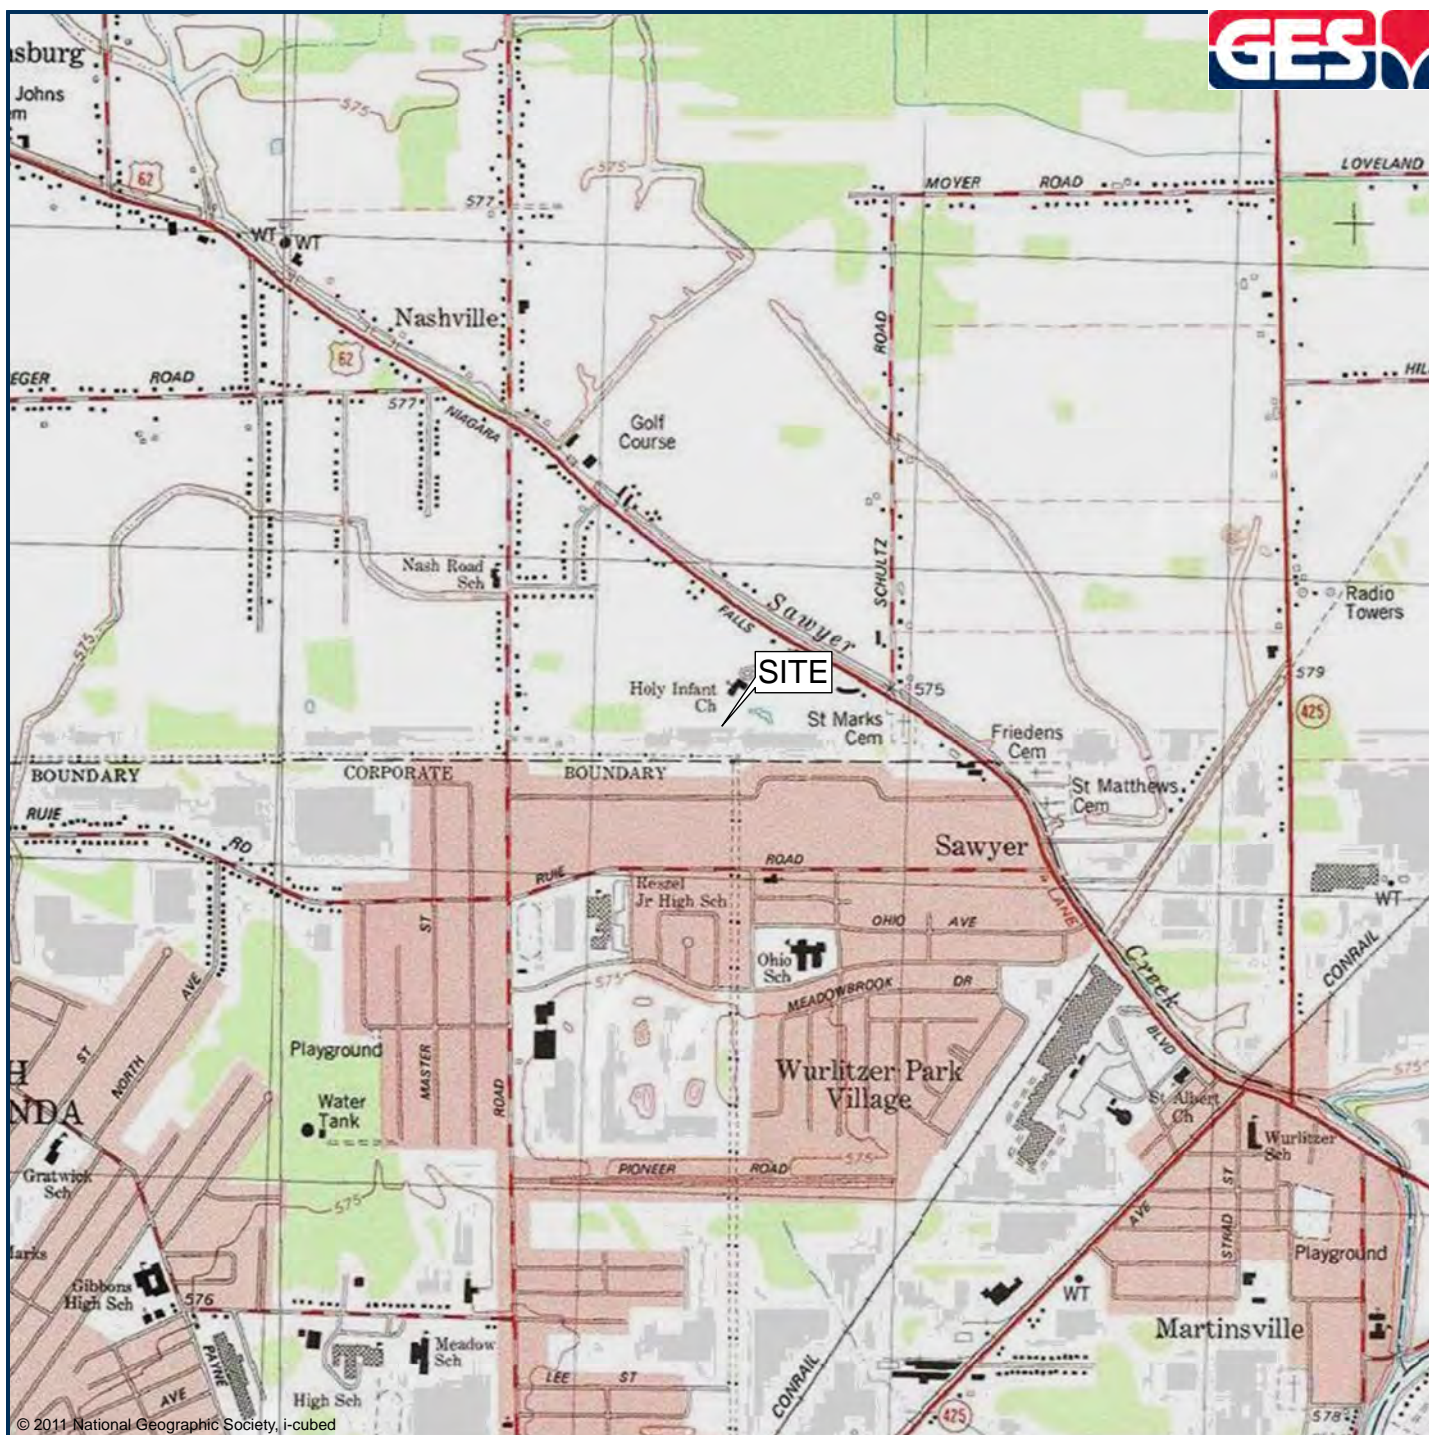 GES
Johns
LOVELAND
62
MOYER ROAD
577
575
575
WT WT
Nashville
62
ROAD
ROAD
577
NIAGARA
Golf
Course
SCHULTZ
Nash Road
Sch
FALLS
Sawyer
Radio
Towers
575
579
SITE
Holy Infant
Ch
575
St Marks
Cem
Friedens
Cem
425
BOUNDARY CORPORATE BOUNDARY
St Matthews
Cem
RUIE
RD
Sawyer
ROAD
RUIE
Reszel
Jr High Sch
WT
LANE
ST
OHIO AVE
Ohio
Sch
Creek
CONRAIL
575
MEADOWBROOK DR
AVE
NORTH
ST
Playground
MASTER
ROAD
BLVD
Wurlitzer Park
Village
575
NDA
Water
Tank
St Albert
Ch
Wurlitzer
Sch
Gratwick
Sch
PIONEER ROAD
575
575
AVE
STRAD ST
Playground
Gibbons
High Sch
576
WT
Martinsville
PAYNE
AVE
Meadow
Sch
High Sch
LEE ST
CONRAIL
425
578
© 2011 National Geographic Society, i-cubed